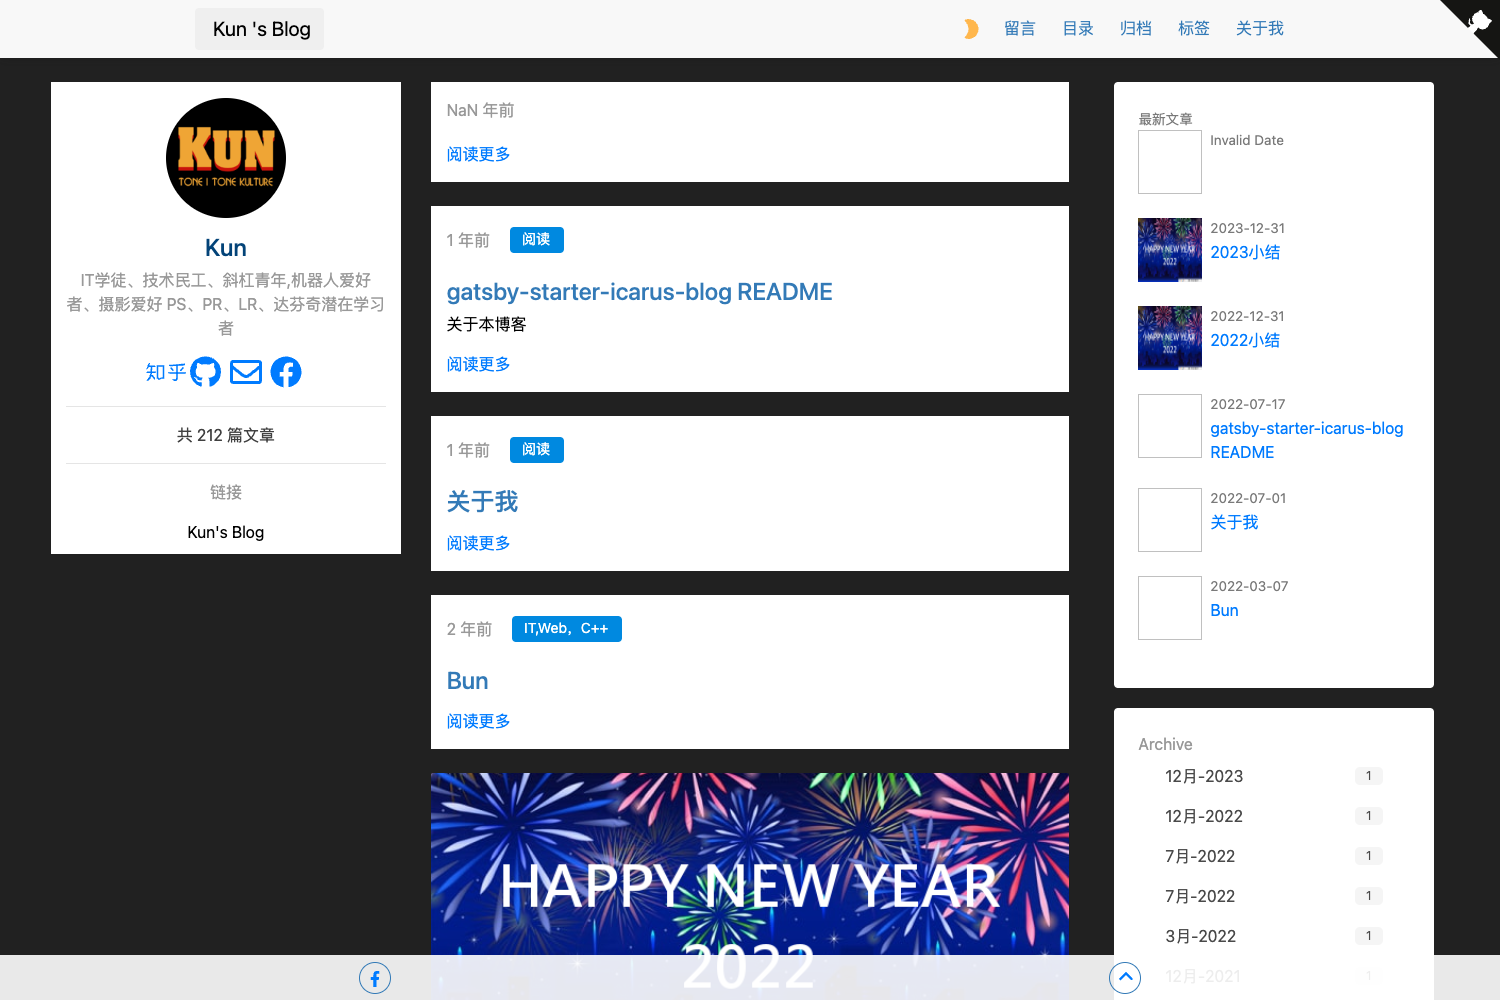 Kun 's Blog
留言 目录 归档 标签 关于我
KUN
TONE I TONE KULTURE
Kun
IT学徒、技术民工、斜杠青年,机器人爱好
者、摄影爱好 PS、PR、LR、达芬奇潜在学习
者
知乎
共 212 篇文章
链接
Kun's Blog
NaN 年前
阅读更多
1 年前 阅读
gatsby-starter-icarus-blog README
关于本博客
阅读更多
1 年前 阅读
关于我
阅读更多
2 年前 IT,Web，C++
Bun
阅读更多
HAPPY NEW YEAR
2022
最新文章
Invalid Date
HAPPY NEW YEAR
2022
2023-12-31
2023小结
HAPPY NEW YEAR
2022
2022-12-31
2022小结
2022-07-17
gatsby-starter-icarus-blog
README
2022-07-01
关于我
2022-03-07
Bun
Archive
12月-2023 1
12月-2022 1
7月-2022 1
7月-2022 1
3月-2022 1
12月-2021 1